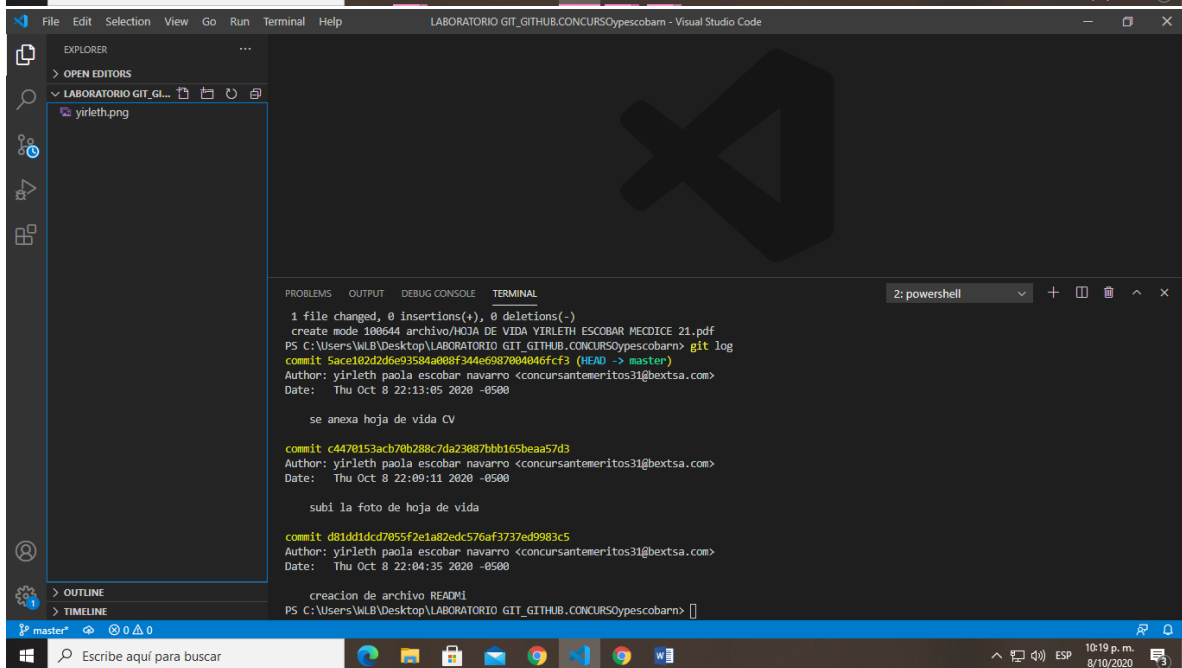 File Edit Selection View Go Run Terminal Help LABORATORIO GIT_GITHUB.CONCURSOypescobarn - Visual Studio Code
EXPLORER
OPEN EDITORS
LABORATORIO GIT_GI...
yirleth.png
PROBLEMS OUTPUT DEBUG CONSOLE TERMINAL 2: powershell
1 file changed, 0 insertions(+), 0 deletions(-)
create mode 100644 archivo/HOJA DE VIDA YIRLETH ESCOBAR MECDICE 21.pdf
PS C:\Users\WLB\Desktop\LABORATORIO GIT_GITHUB.CONCURSOypescobarn> git log
commit 5ace102d2d6e93584a008f344e6987004046fcf3 (HEAD -> master)
Author: yirleth paola escobar navarro <concursantemeritos31@bextsa.com>
Date: Thu Oct 8 22:13:05 2020 -0500
se anexa hoja de vida CV
commit c4470153acb70b288c7da23087bbb165beaa57d3
Author: yirleth paola escobar navarro <concursantemeritos31@bextsa.com>
Date: Thu Oct 8 22:09:11 2020 -0500
subi la foto de hoja de vida
commit d81dd1dcd7055f2e1a82edc576af3737ed9983c5
Author: yirleth paola escobar navarro <concursantemeritos31@bextsa.com>
Date: Thu Oct 8 22:04:35 2020 -0500
creacion de archivo READMi
PS C:\Users\WLB\Desktop\LABORATORIO GIT_GITHUB.CONCURSOypescobarn>
OUTLINE
TIMELINE
1
master* 0 0
Escribe aquí para buscar
ESP
10:19 p. m.
8/10/2020
3